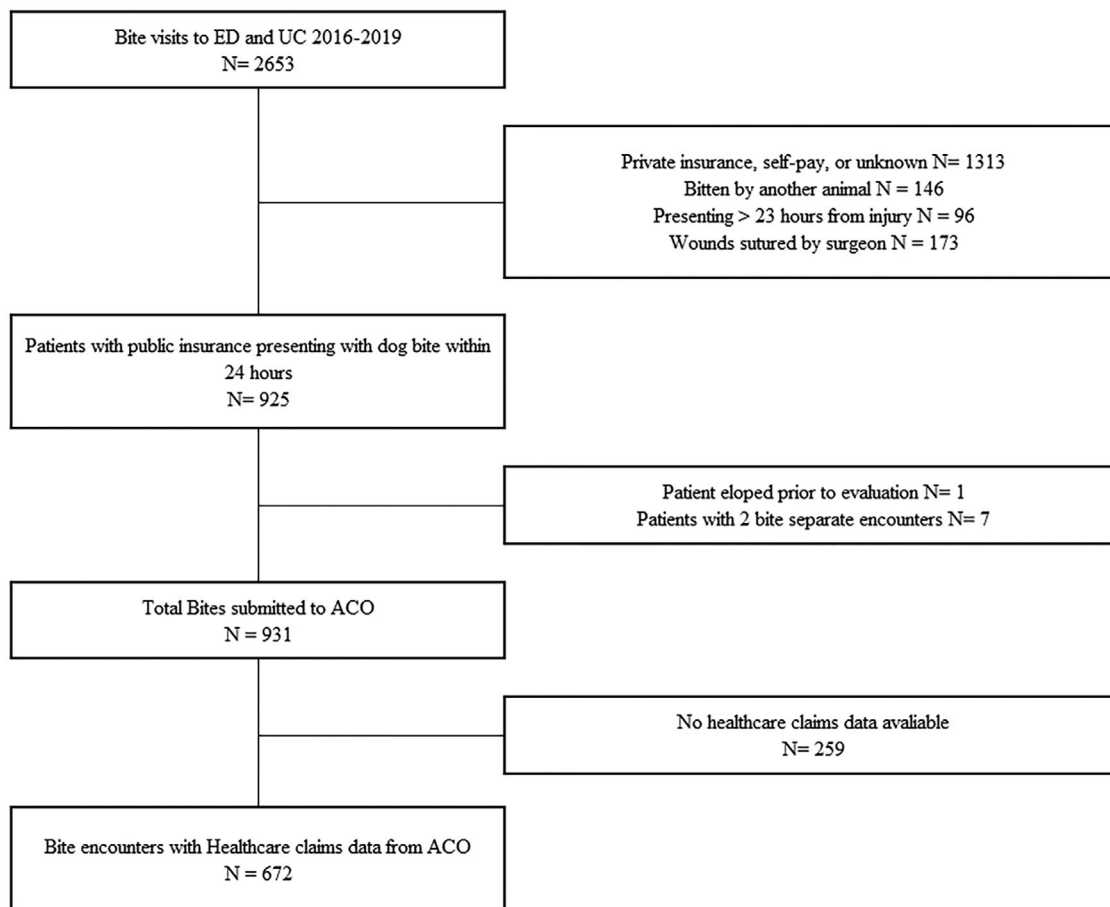 Bite visits to ED and UC 2016-2019
N= 2653
Private insurance, self-pay, or unknown N= 1313
Bitten by another animal N = 146
Presenting > 23 hours from injury N = 96
Wounds sutured by surgeon N = 173
Patients with public insurance presenting with dog bite within
24 hours
N= 925
Patient eloped prior to evaluation N= 1
Patients with 2 bite separate encounters N= 7
Total Bites submitted to ACO
N = 931
No healthcare claims data avaliable
N= 259
Bite encounters with Healthcare claims data from ACO
N = 672